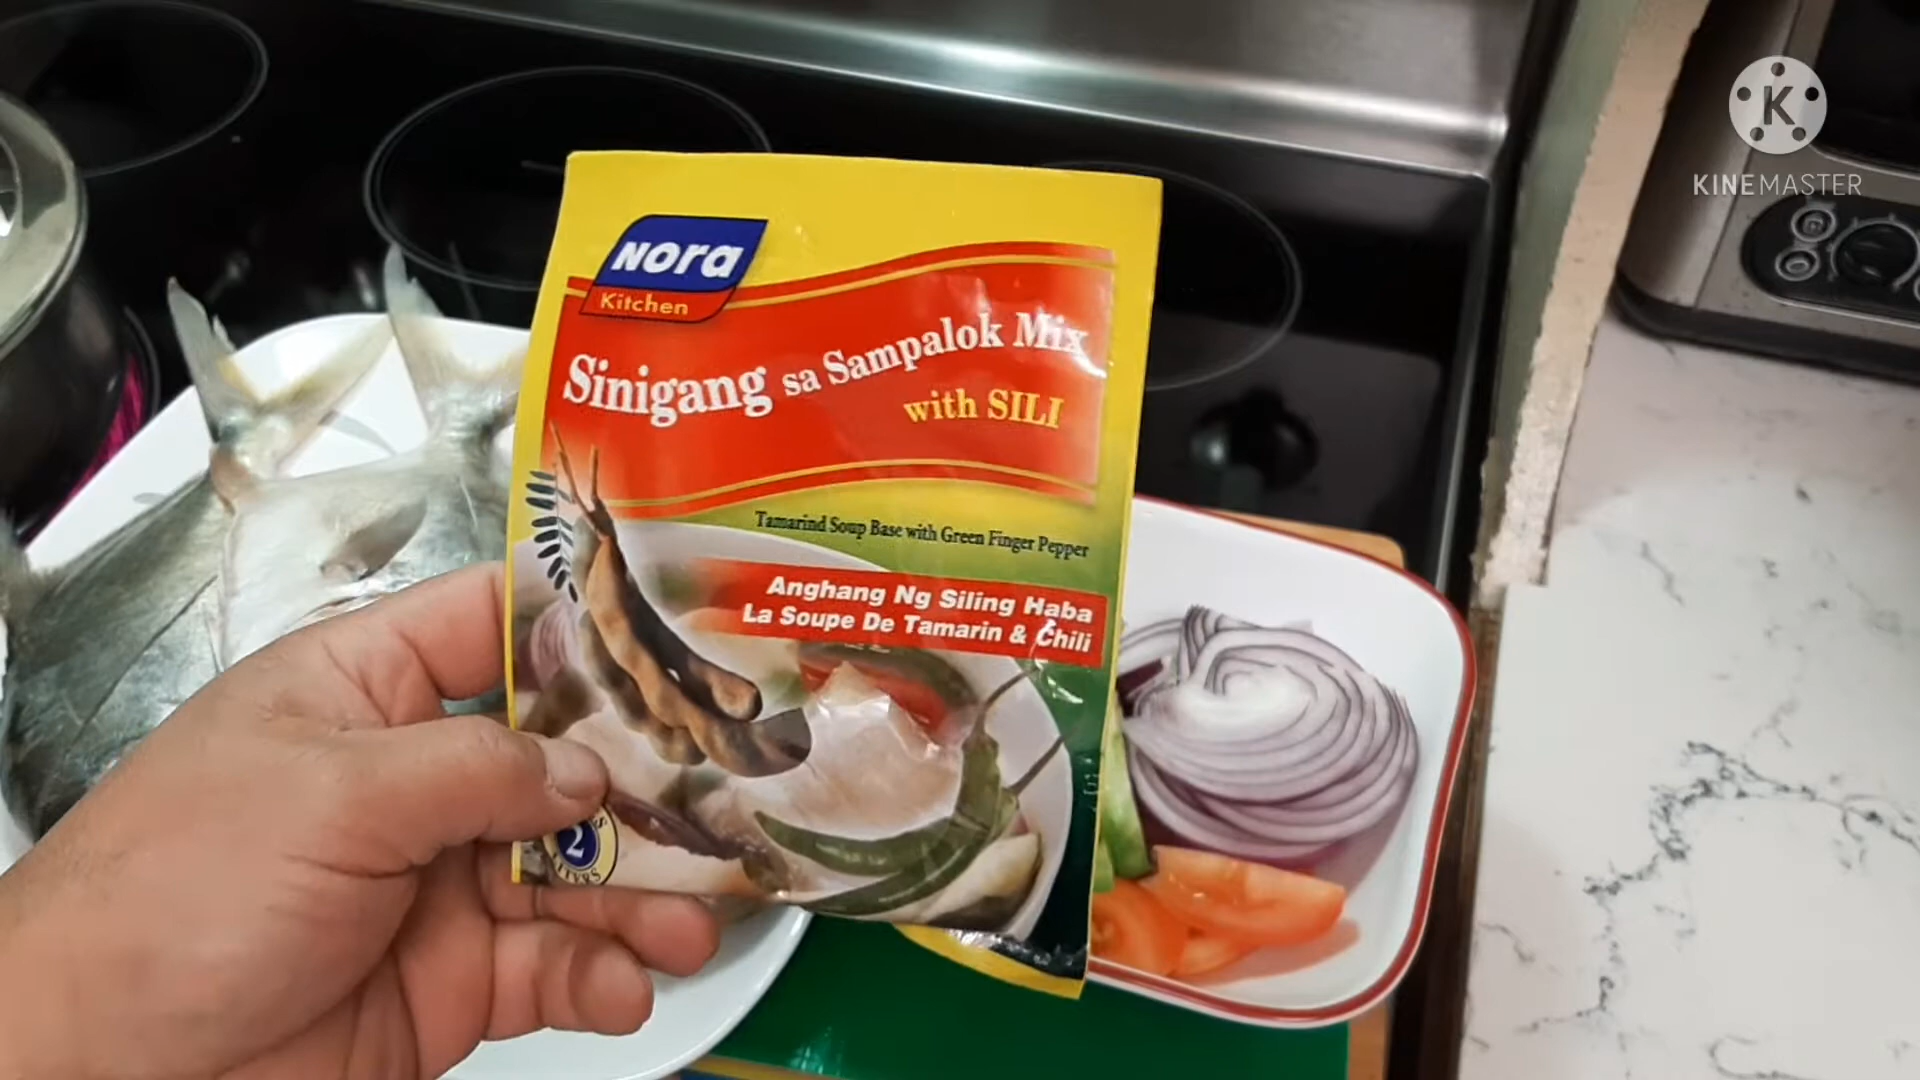 KINEMASTER
Nora
Kitchen
Sinigang sa Sampalok Mix
with SILI
Tamarind Soup Base with Green Finger Pepper
Anghang Ng Siling Haba
La Soupe De Tamarin & Chili
2